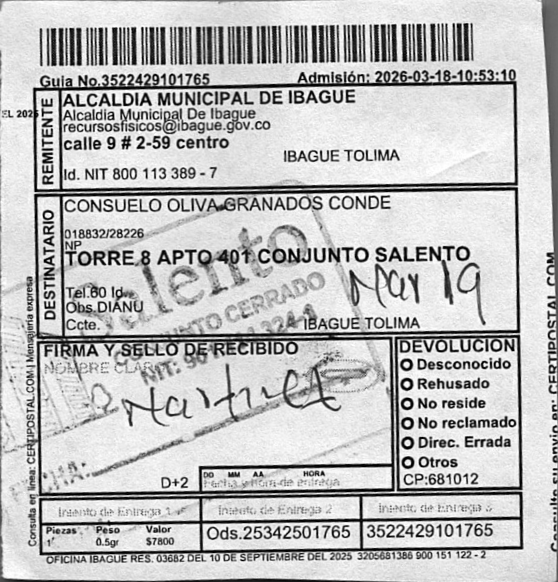 Guia No.3522429101765 Admisión: 2026-03-18-10:53:10
EL 2025
REMITENTE
ALCALDIA MUNICIPAL DE IBAGUE
Alcaldia Municipal De Ibague
recursosfisicos@ibague.gov.co
calle 9 # 2-59 centro
IBAGUE TOLIMA
Id. NIT 800 113 389 - 7
DESTINATARIO
CONSUELO OLIVA GRANADOS CONDE
018832/28226
NP
TORRE 8 APTO 401 CONJUNTO SALENTO
Tel.60 Id.
Obs.DIANU
Ccte.
IBAGUE TOLIMA
Mar 19
Salento
CONJUNTO CERRADO
FIRMA Y SELLO DE RECIBIDO
NOMBRE CLARO
Martinez
FECHA:
D+2
DD MM AA HORA
Fecha y Hora de entrega
DEVOLUCION
Desconocido
Rehusado
No reside
No reclamado
Direc. Errada
Otros
CP:681012
Intento de Entrega 1 Intento de Entrega 2 Intento de Entrega 3
Piezas Peso Valor
1 0.5gr $7800
Ods.25342501765
3522429101765
OFICINA IBAGUE RES. 03682 DEL 10 DE SEPTIEMBRE DEL 2025 3205681386 900 151 122 - 2
Consulta en linea: CERTIPOSTAL.COM | Mensajeria expresa
Consulte su envio en: CERTIPOSTAL.COM